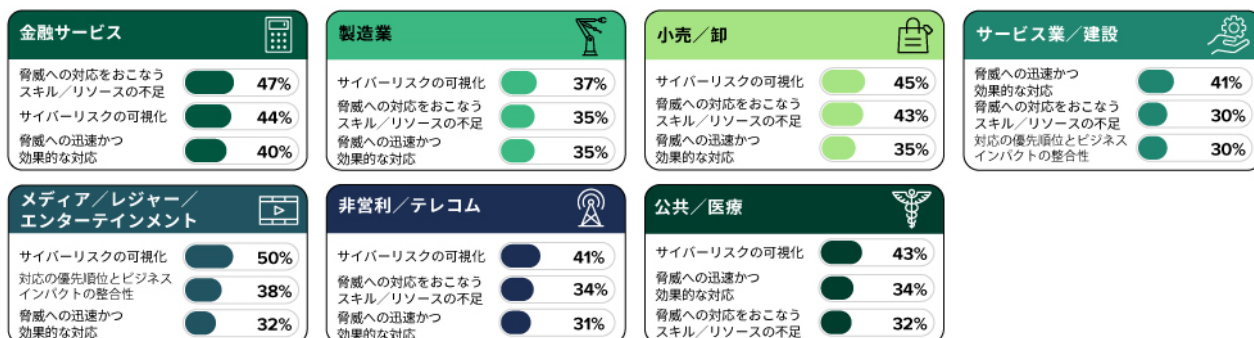 金融サービス
脅威への対応をおこなう
スキル／リソースの不足
47%
サイバーリスクの可視化
44%
脅威への迅速かつ
効果的な対応
40%
製造業
サイバーリスクの可視化
37%
脅威への対応をおこなう
スキル／リソースの不足
35%
脅威への迅速かつ
効果的な対応
35%
小売／卸
サイバーリスクの可視化
45%
脅威への対応をおこなう
スキル／リソースの不足
43%
脅威への迅速かつ
効果的な対応
35%
サービス業／建設
脅威への迅速かつ
効果的な対応
41%
脅威への対応をおこなう
スキル／リソースの不足
30%
対応の優先順位とビジネス
インパクトの整合性
30%
メディア／レジャー／
エンターテインメント
サイバーリスクの可視化
50%
対応の優先順位とビジネス
インパクトの整合性
38%
脅威への迅速かつ
効果的な対応
32%
非営利／テレコム
サイバーリスクの可視化
41%
脅威への対応をおこなう
スキル／リソースの不足
34%
脅威への迅速かつ
効果的な対応
31%
公共／医療
サイバーリスクの可視化
43%
脅威への迅速かつ
効果的な対応
34%
脅威への対応をおこなう
スキル／リソースの不足
32%